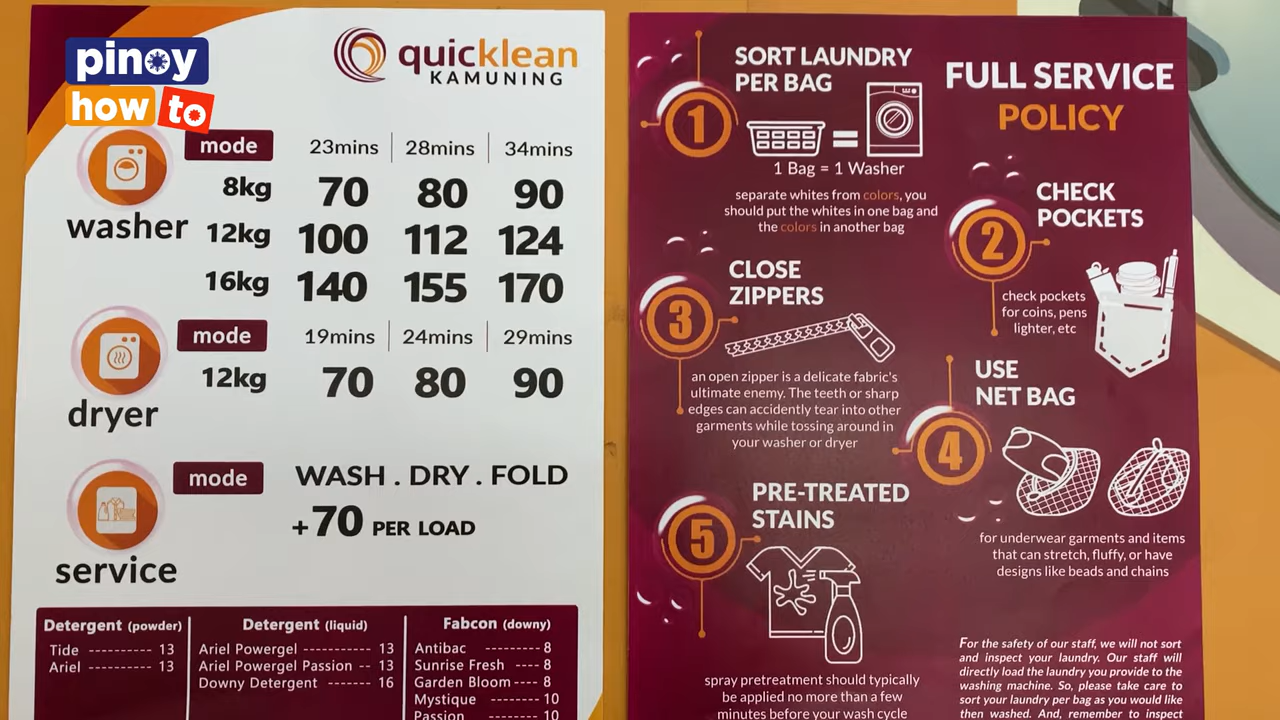 pinoy
how to
quicklean
KAMUNING
mode 23mins 28mins 34mins
8kg 70 80 90
washer 12kg 100 112 124
16kg 140 155 170
mode 19mins 24mins 29mins
12kg 70 80 90
dryer
mode WASH . DRY . FOLD
+70 PER LOAD
service
Detergent (powder)
Tide ---------- 13
Ariel ---------- 13
Detergent (liquid)
Ariel Powergel ------- 13
Ariel Powergel Passion -- 13
Downy Detergent ------- 16
Fabcon (downy)
Antibac -------- 8
Sunrise Fresh ---- 8
Garden Bloom---- 8
Mystique -------- 10
Passion -------- 10
FULL SERVICE
POLICY
1
SORT LAUNDRY
PER BAG
=
1 Bag = 1 Washer
separate whites from colors, you
should put the whites in one bag and
the colors in another bag
2
CHECK
POCKETS
check pockets
for coins, pens
lighter, etc
3
CLOSE
ZIPPERS
an open zipper is a delicate fabric's
ultimate enemy. The teeth or sharp
edges can accidently tear into other
garments while tossing around in
your washer or dryer
4
USE
NET BAG
for underwear garments and items
that can stretch, fluffy, or have
designs like beads and chains
5
PRE-TREATED
STAINS
spray pretreatment should typically
be applied no more than a few
minutes before your wash cycle
For the safety of our staff, we will not sort
and inspect your laundry. Our staff will
directly load the laundry you provide to the
washing machine. So, please take care to
sort your laundry per bag as you would like
then washed. And, remember to inspect